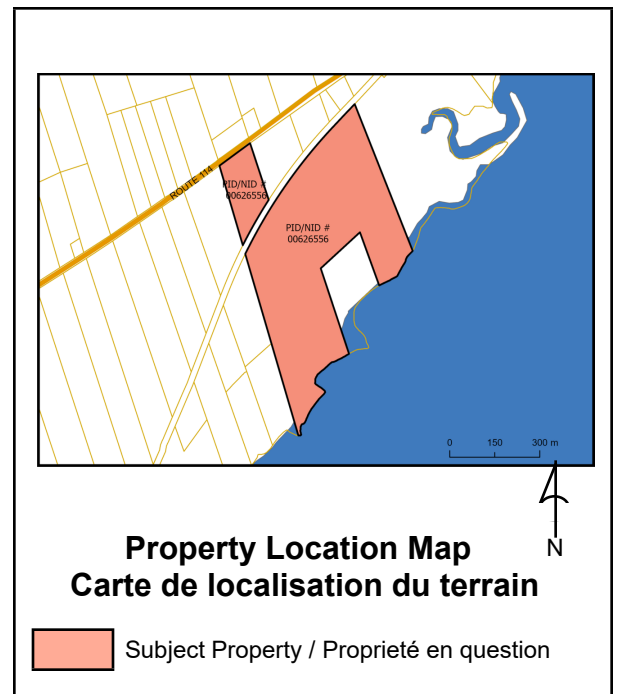 ROUTE 114
PID/NID #
00626556
PID/NID #
00626556
0 150 300 m
N
Property Location Map
Carte de localisation du terrain
Subject Property / Proprieté en question